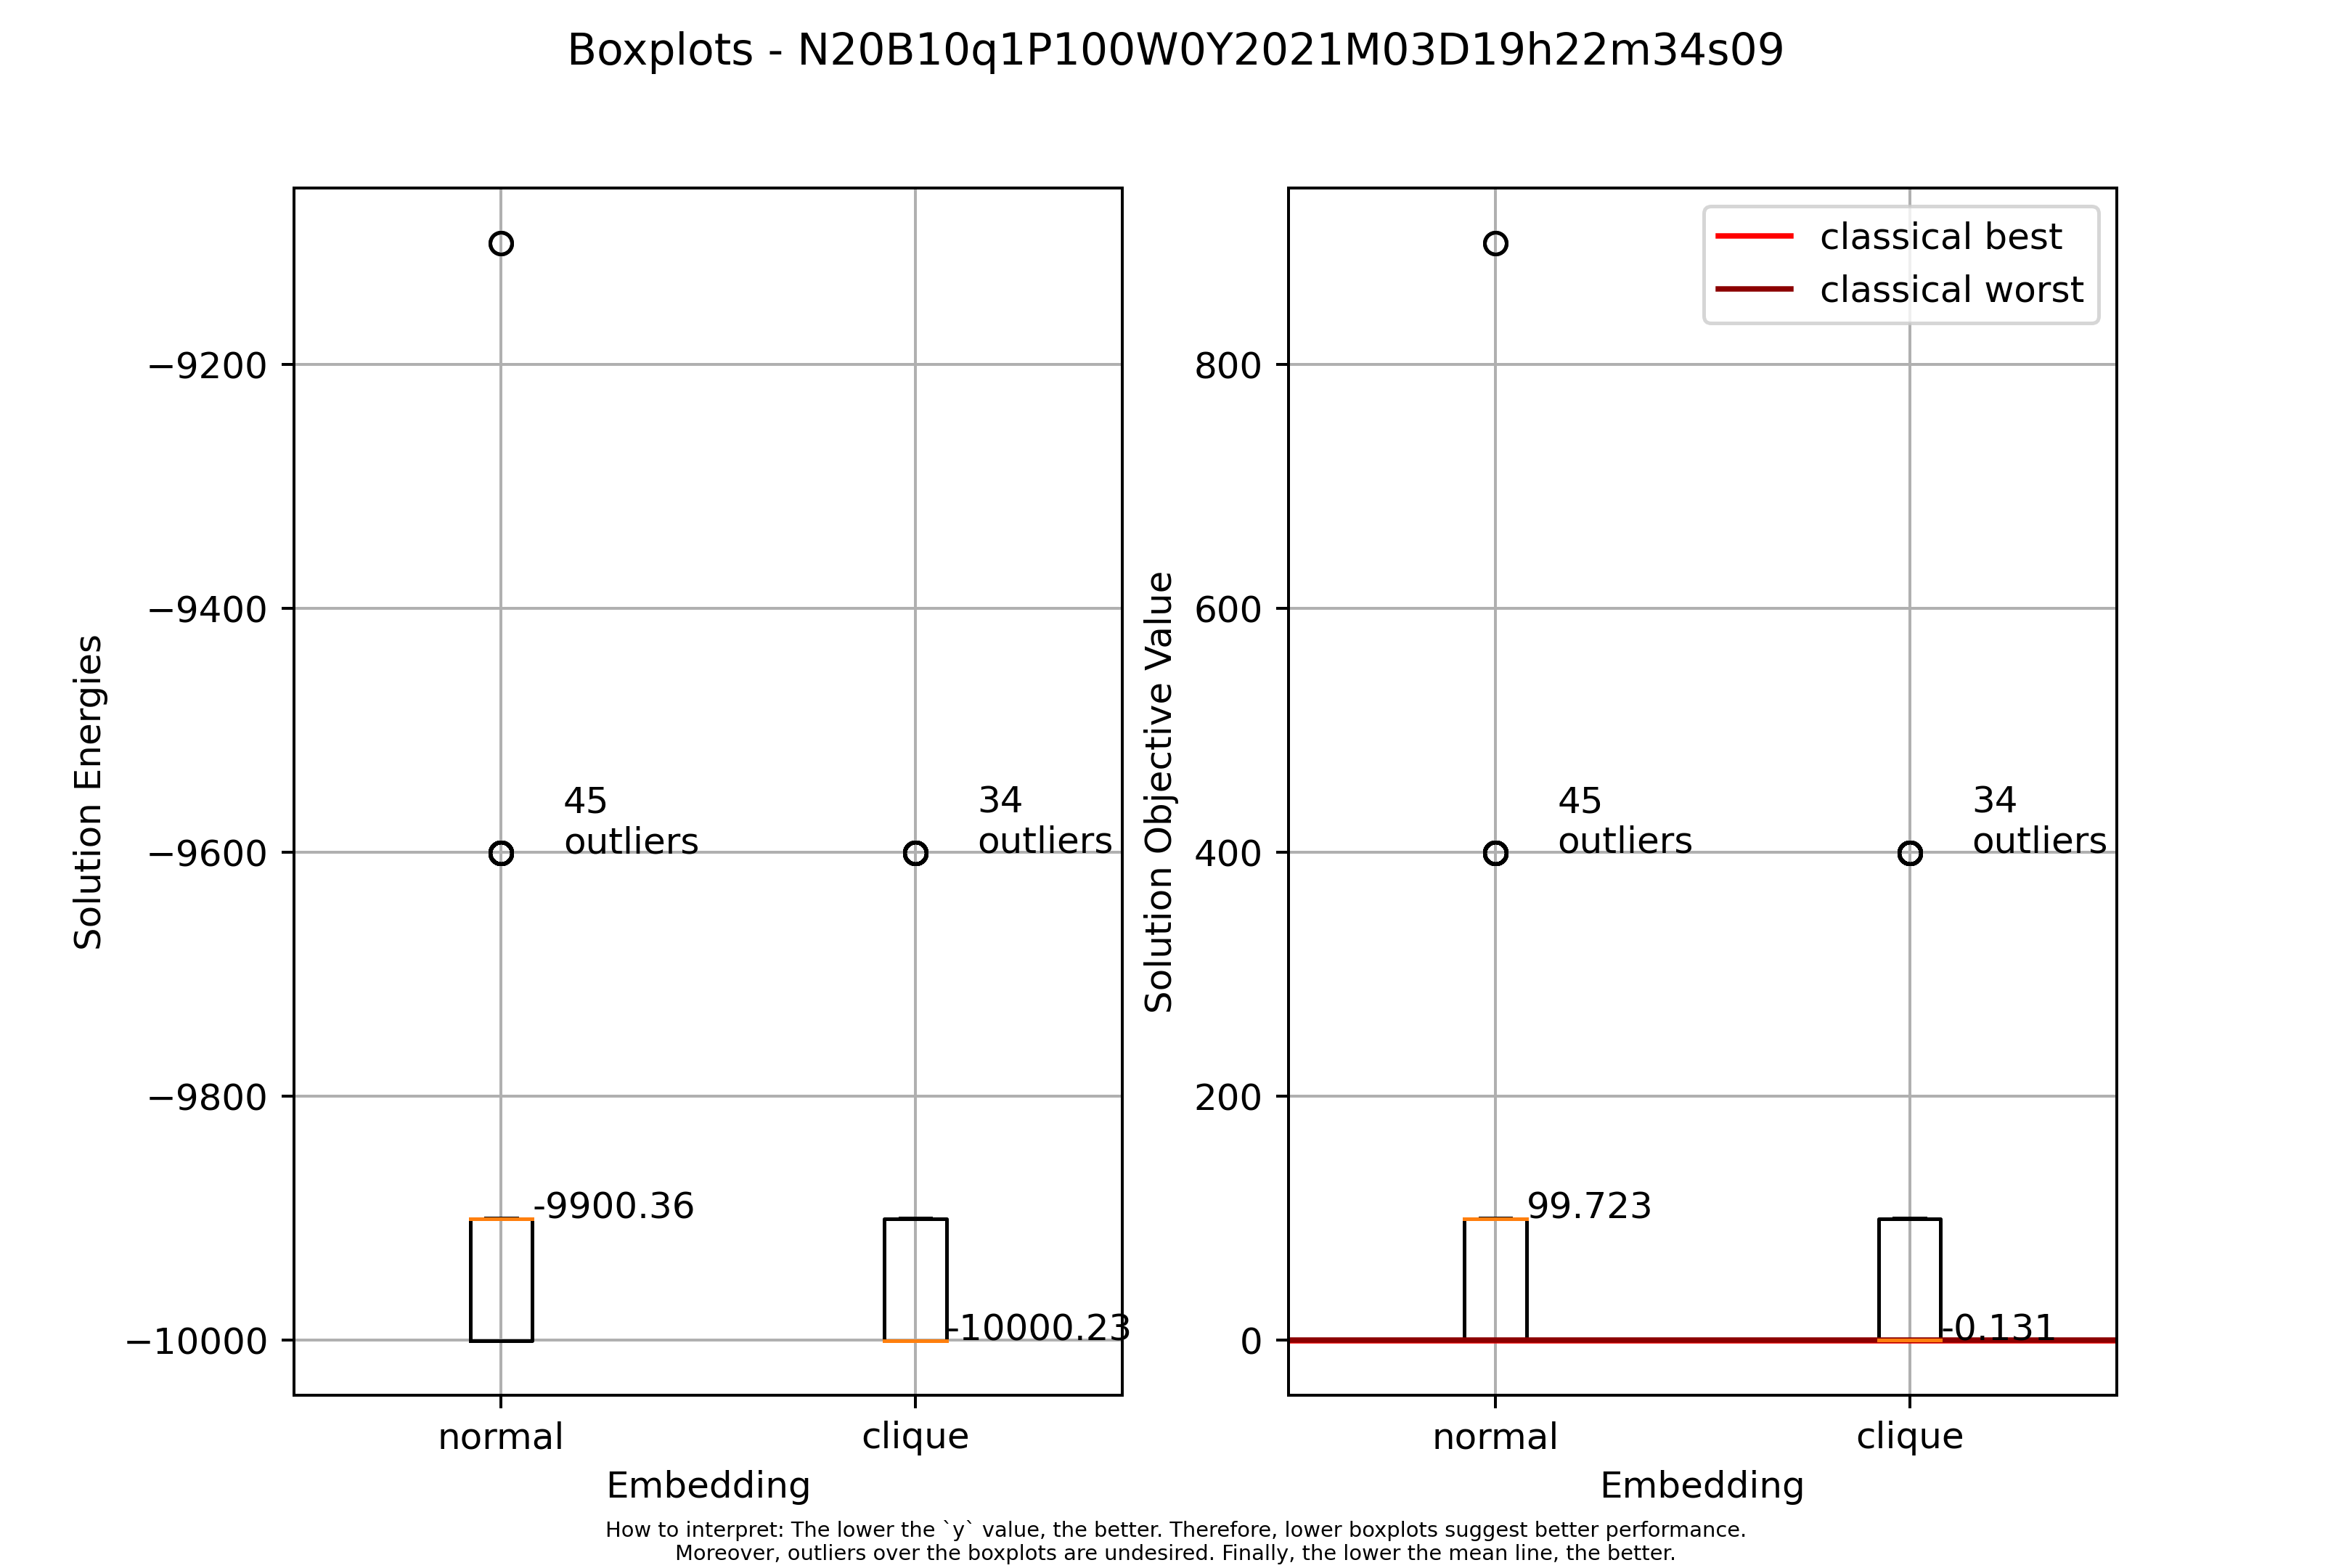 Boxplots - N20B10q1P100W0Y2021M03D19h22m34s09
Solution Energies
−9200
−9400
−9600
−9800
−10000
45
outliers
34
outliers
-9900.36
-10000.23
normal
clique
Embedding
Solution Objective Value
800
600
400
200
0
classical best
classical worst
45
outliers
34
outliers
99.723
-0.131
normal
clique
Embedding
How to interpret: The lower the `y` value, the better. Therefore, lower boxplots suggest better performance.
Moreover, outliers over the boxplots are undesired. Finally, the lower the mean line, the better.